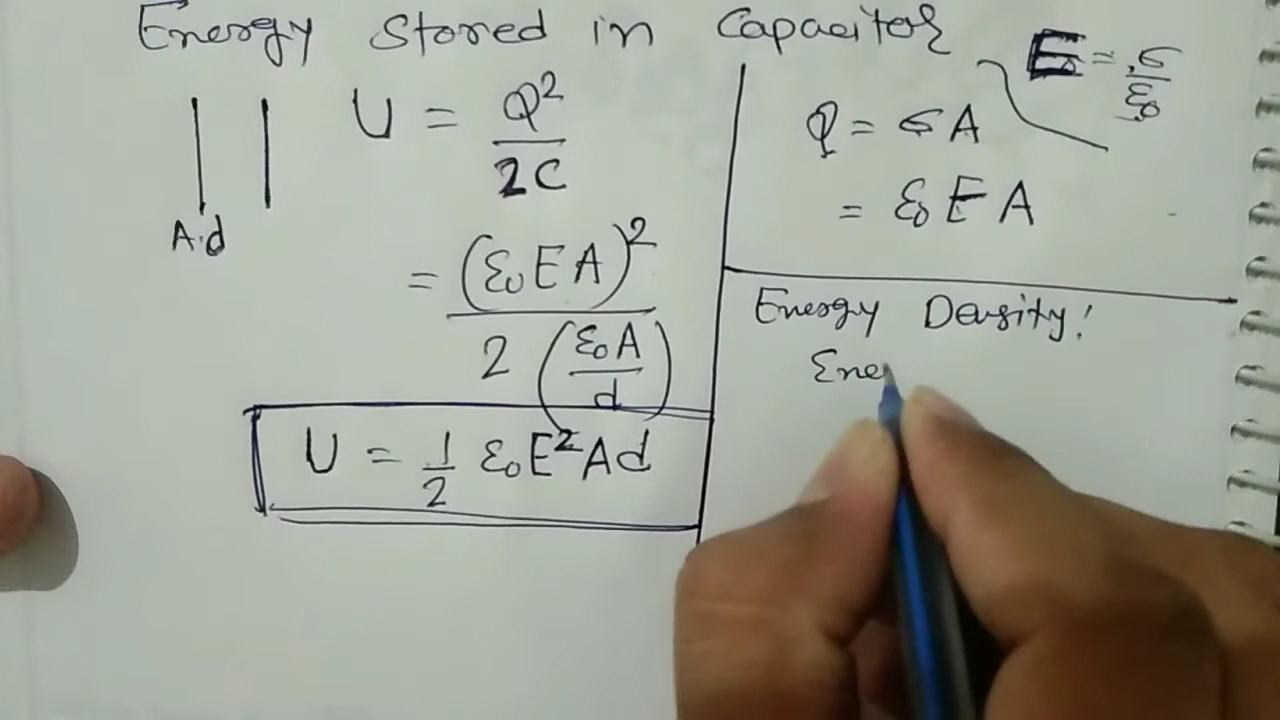 Energy Stored in Capacitor
A.d
U = Q²/2C
= (ε₀EA)²/2(ε₀A/d)
U = 1/2 ε₀E²Ad
E = σ/ε₀
Q = σA
= ε₀EA
Energy Density:
Ene